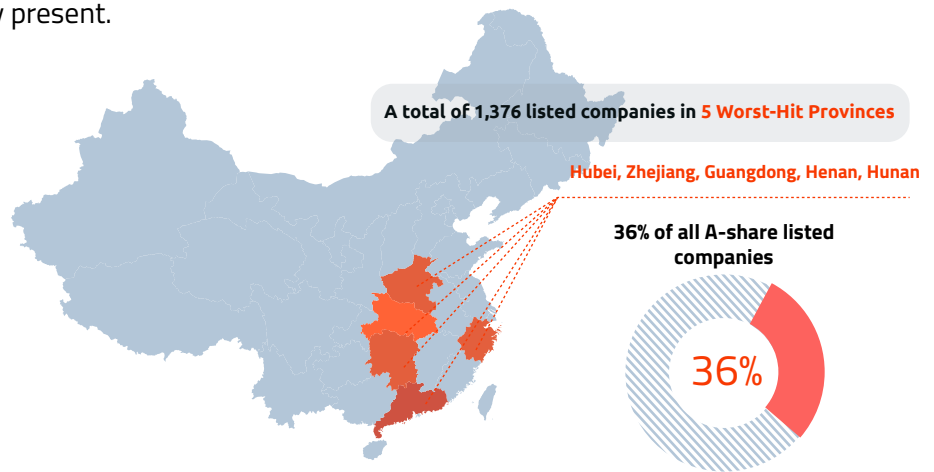 present.
A total of 1,376 listed companies in 5 Worst-Hit Provinces
Hubei, Zhejiang, Guangdong, Henan, Hunan
36% of all A-share listed
companies
36%